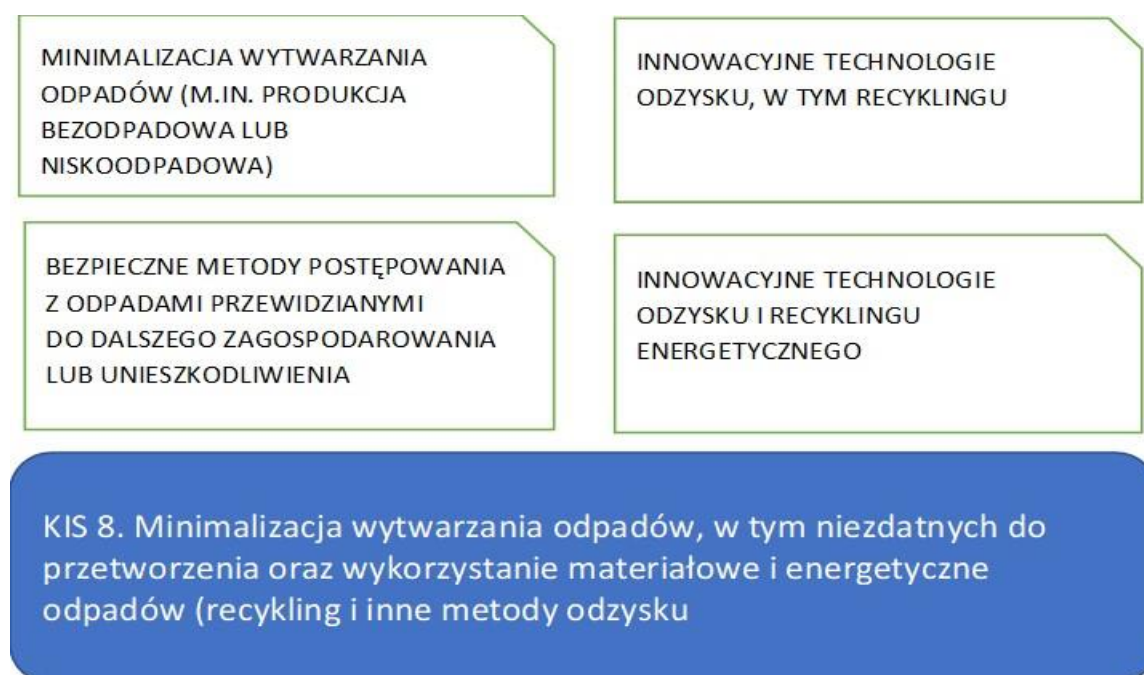 MINIMALIZACJA WYTWARZANIA
ODPADÓW (M.IN. PRODUKCJA
BEZODPADOWA LUB
NISKOODPADOWA)
INNOWACYJNE TECHNOLOGIE
ODZYSKU, W TYM RECYKLINGU
BEZPIECZNE METODY POSTĘPOWANIA
Z ODPADAMI PRZEWIDZIANYMI
DO DALSZEGO ZAGOSPODAROWANIA
LUB UNIESZKODLIWIENIA
INNOWACYJNE TECHNOLOGIE
ODZYSKU I RECYKLINGU
ENERGETYCZNEGO
KIS 8. Minimalizacja wytwarzania odpadów, w tym niezdatnych do
przetworzenia oraz wykorzystanie materiałowe i energetyczne
odpadów (recykling i inne metody odzysku